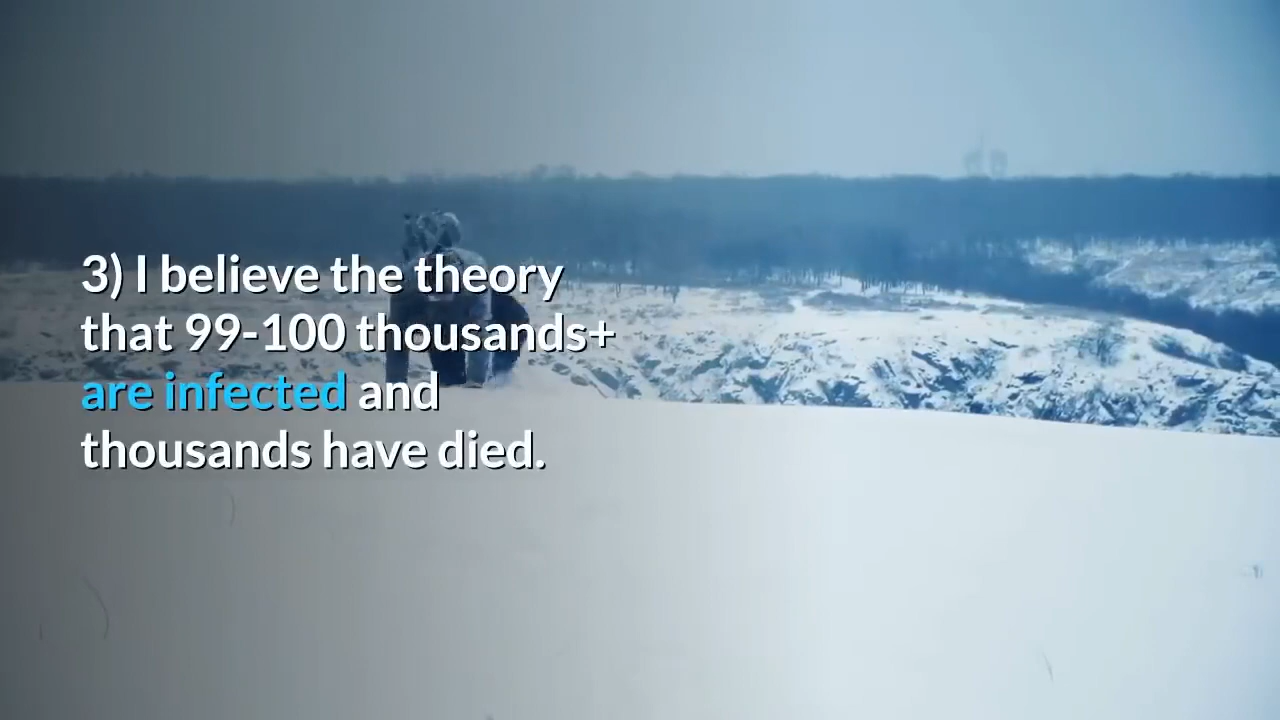 3) I believe the theory
that 99-100 thousands+
are infected and
thousands have died.